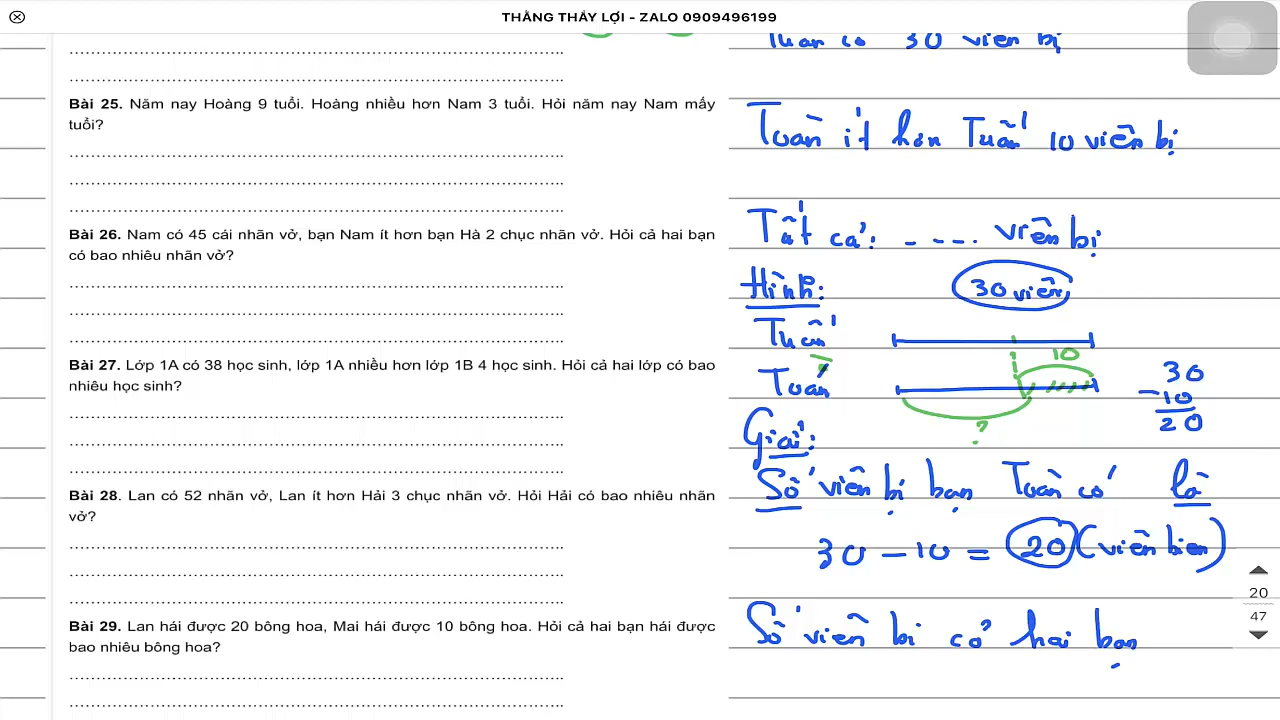 THẦNG THẦY LỢI - ZALO 0909496199
Bài 25. Năm nay Hoàng 9 tuổi. Hoàng nhiều hơn Nam 3 tuổi. Hỏi năm nay Nam mấy
tuổi?
Bài 26. Nam có 45 cái nhãn vở, bạn Nam ít hơn bạn Hà 2 chục nhãn vở. Hỏi cả hai bạn
có bao nhiêu nhãn vở?
Bài 27. Lớp 1A có 38 học sinh, lớp 1A nhiều hơn lớp 1B 4 học sinh. Hỏi cả hai lớp có bao
nhiêu học sinh?
Bài 28. Lan có 52 nhãn vở, Lan ít hơn Hải 3 chục nhãn vở. Hỏi Hải có bao nhiêu nhãn
vở?
Bài 29. Lan hái được 20 bông hoa, Mai hái được 10 bông hoa. Hỏi cả hai bạn hái được
bao nhiêu bông hoa?
có 30 viên bị
Toàn ít hơn Tuấn 10 viên bị
Tất cả: .... viên bị
Hình:
30 viên
Tuấn
10
Toàn
?
30
- 10
20
Giải:
Số viên bị bạn Toàn có là
30 - 10 = 20 (viên bien)
Số viên bi cả hai bạn
20
47